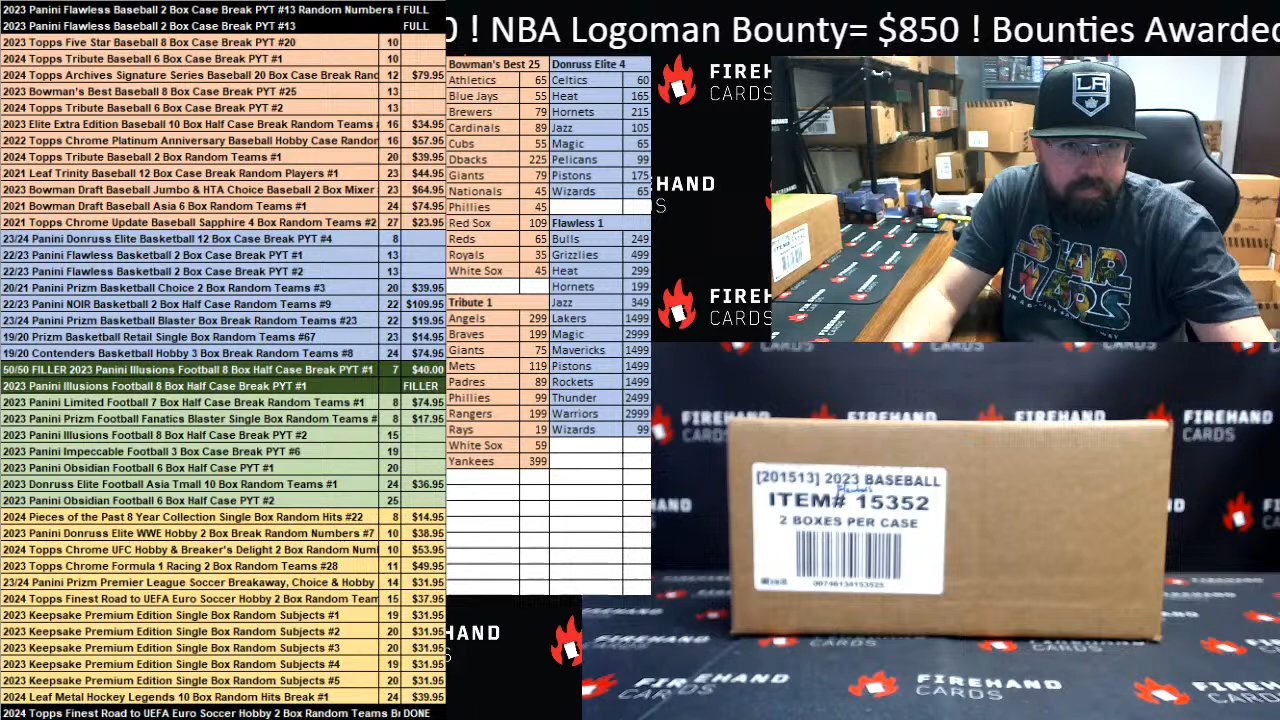 0 ! NBA Logoman Bounty= $850 ! Bounties Awarded
2023 Panini Flawless Baseball 2 Box Case Break PYT #13 Random Numbers F FULL
2023 Panini Flawless Baseball 2 Box Case Break PYT #13 FULL
2023 Topps Five Star Baseball 8 Box Case Break PYT #20 10
2024 Topps Tribute Baseball 6 Box Case Break PYT #1 10
2024 Topps Archives Signature Series Baseball 20 Box Case Break Ranc 12 $79.95
2023 Bowman's Best Baseball 8 Box Case Break PYT #25 13
2024 Topps Tribute Baseball 6 Box Case Break PYT #2 13
2023 Elite Extra Edition Baseball 10 Box Half Case Break Random Teams 16 $34.95
2022 Topps Chrome Platinum Anniversary Baseball Hobby Case Random 16 $57.95
2024 Topps Tribute Baseball 2 Box Random Teams #1 20 $39.95
2021 Leaf Trinity Baseball 12 Box Case Break Random Players #1 23 $44.95
2023 Bowman Draft Baseball Jumbo & HTA Choice Baseball 2 Box Mixer 23 $64.95
2021 Bowman Draft Baseball Asia 6 Box Random Teams #1 24 $74.95
2021 Topps Chrome Update Baseball Sapphire 4 Box Random Teams #2 27 $23.95
23/24 Panini Donruss Elite Basketball 12 Box Case Break PYT #4 8
22/23 Panini Flawless Basketball 2 Box Case Break PYT #1 13
22/23 Panini Flawless Basketball 2 Box Case Break PYT #2 13
20/21 Panini Prizm Basketball Choice 2 Box Random Teams #3 20 $39.95
22/23 Panini NOIR Basketball 2 Box Half Case Random Teams #9 22 $109.95
23/24 Panini Prizm Basketball Blaster Box Break Random Teams #23 22 $19.95
19/20 Prizm Basketball Retail Single Box Random Teams #67 23 $14.95
19/20 Contenders Basketball Hobby 3 Box Break Random Teams #8 24 $74.95
50/50 FILLER 2023 Panini Illusions Football 8 Box Half Case Break PYT #1 7 $40.00
2023 Panini Illusions Football 8 Box Half Case Break PYT #1 FILLER
2023 Panini Limited Football 7 Box Half Case Break Random Teams #1 8 $74.95
2023 Panini Prizm Football Fanatics Blaster Single Box Random Teams # 8 $17.95
2023 Panini Illusions Football 8 Box Half Case Break PYT #2 15
2023 Panini Impeccable Football 3 Box Case Break PYT #6 19
2023 Panini Obsidian Football 6 Box Half Case PYT #1 20
2023 Donruss Elite Football Asia Tmall 10 Box Random Teams #1 24 $36.95
2023 Panini Obsidian Football 6 Box Half Case PYT #2 25
2024 Pieces of the Past 8 Year Collection Single Box Random Hits #22 8 $14.95
2023 Panini Donruss Elite WWE Hobby 2 Box Break Random Numbers #7 10 $38.95
2024 Topps Chrome UFC Hobby & Breaker's Delight 2 Box Random Numl 10 $53.95
2024 Topps Chrome Formula 1 Racing 2 Box Random Teams #28 11 $49.95
23/24 Panini Prizm Premier League Soccer Breakaway, Choice & Hobby 14 $31.95
2024 Topps Finest Road to UEFA Euro Soccer Hobby 2 Box Random Team 15 $37.95
2023 Keepsake Premium Edition Single Box Random Subjects #1 19 $31.95
2023 Keepsake Premium Edition Single Box Random Subjects #2 20 $31.95
2023 Keepsake Premium Edition Single Box Random Subjects #3 20 $31.95
2023 Keepsake Premium Edition Single Box Random Subjects #4 19 $31.95
2023 Keepsake Premium Edition Single Box Random Subjects #5 20 $31.95
2024 Leaf Metal Hockey Legends 10 Box Random Hits Break #1 24 $39.95
2024 Topps Finest Road to UEFA Euro Soccer Hobby 2 Box Random Teams Br DONE
Bowman's Best 25
Athletics 65
Blue Jays 55
Brewers 79
Cardinals 89
Cubs 55
Dbacks 225
Giants 79
Nationals 45
Phillies 45
Red Sox 109
Reds 65
Royals 35
White Sox 45
Tribute 1
Angels 299
Braves 199
Giants 75
Mets 119
Padres 89
Phillies 99
Rangers 199
Rays 19
White Sox 59
Yankees 399
Donruss Elite 4
Celtics 60
Heat 165
Hornets 215
Jazz 105
Magic 65
Pelicans 99
Pistons 175
Wizards 65
Flawless 1
Bulls 249
Grizzlies 499
Heat 299
Hornets 199
Jazz 349
Lakers 1499
Magic 2999
Mavericks 1499
Pistons 1499
Rockets 1499
Thunder 2499
Warriors 2999
Wizards 99
FIREH
CARDS
EHAND
S
FIREH
CARDS
HAND
S
LA
STAR
WARS
FIREHAND
CARDS
FIREHAND
CARDS
[201513] 2023 BASEBALL
ITEM# 15352
2 BOXES PER CASE
00746134153525
FIREHAND
CARDS
FIREHAND
CARDS